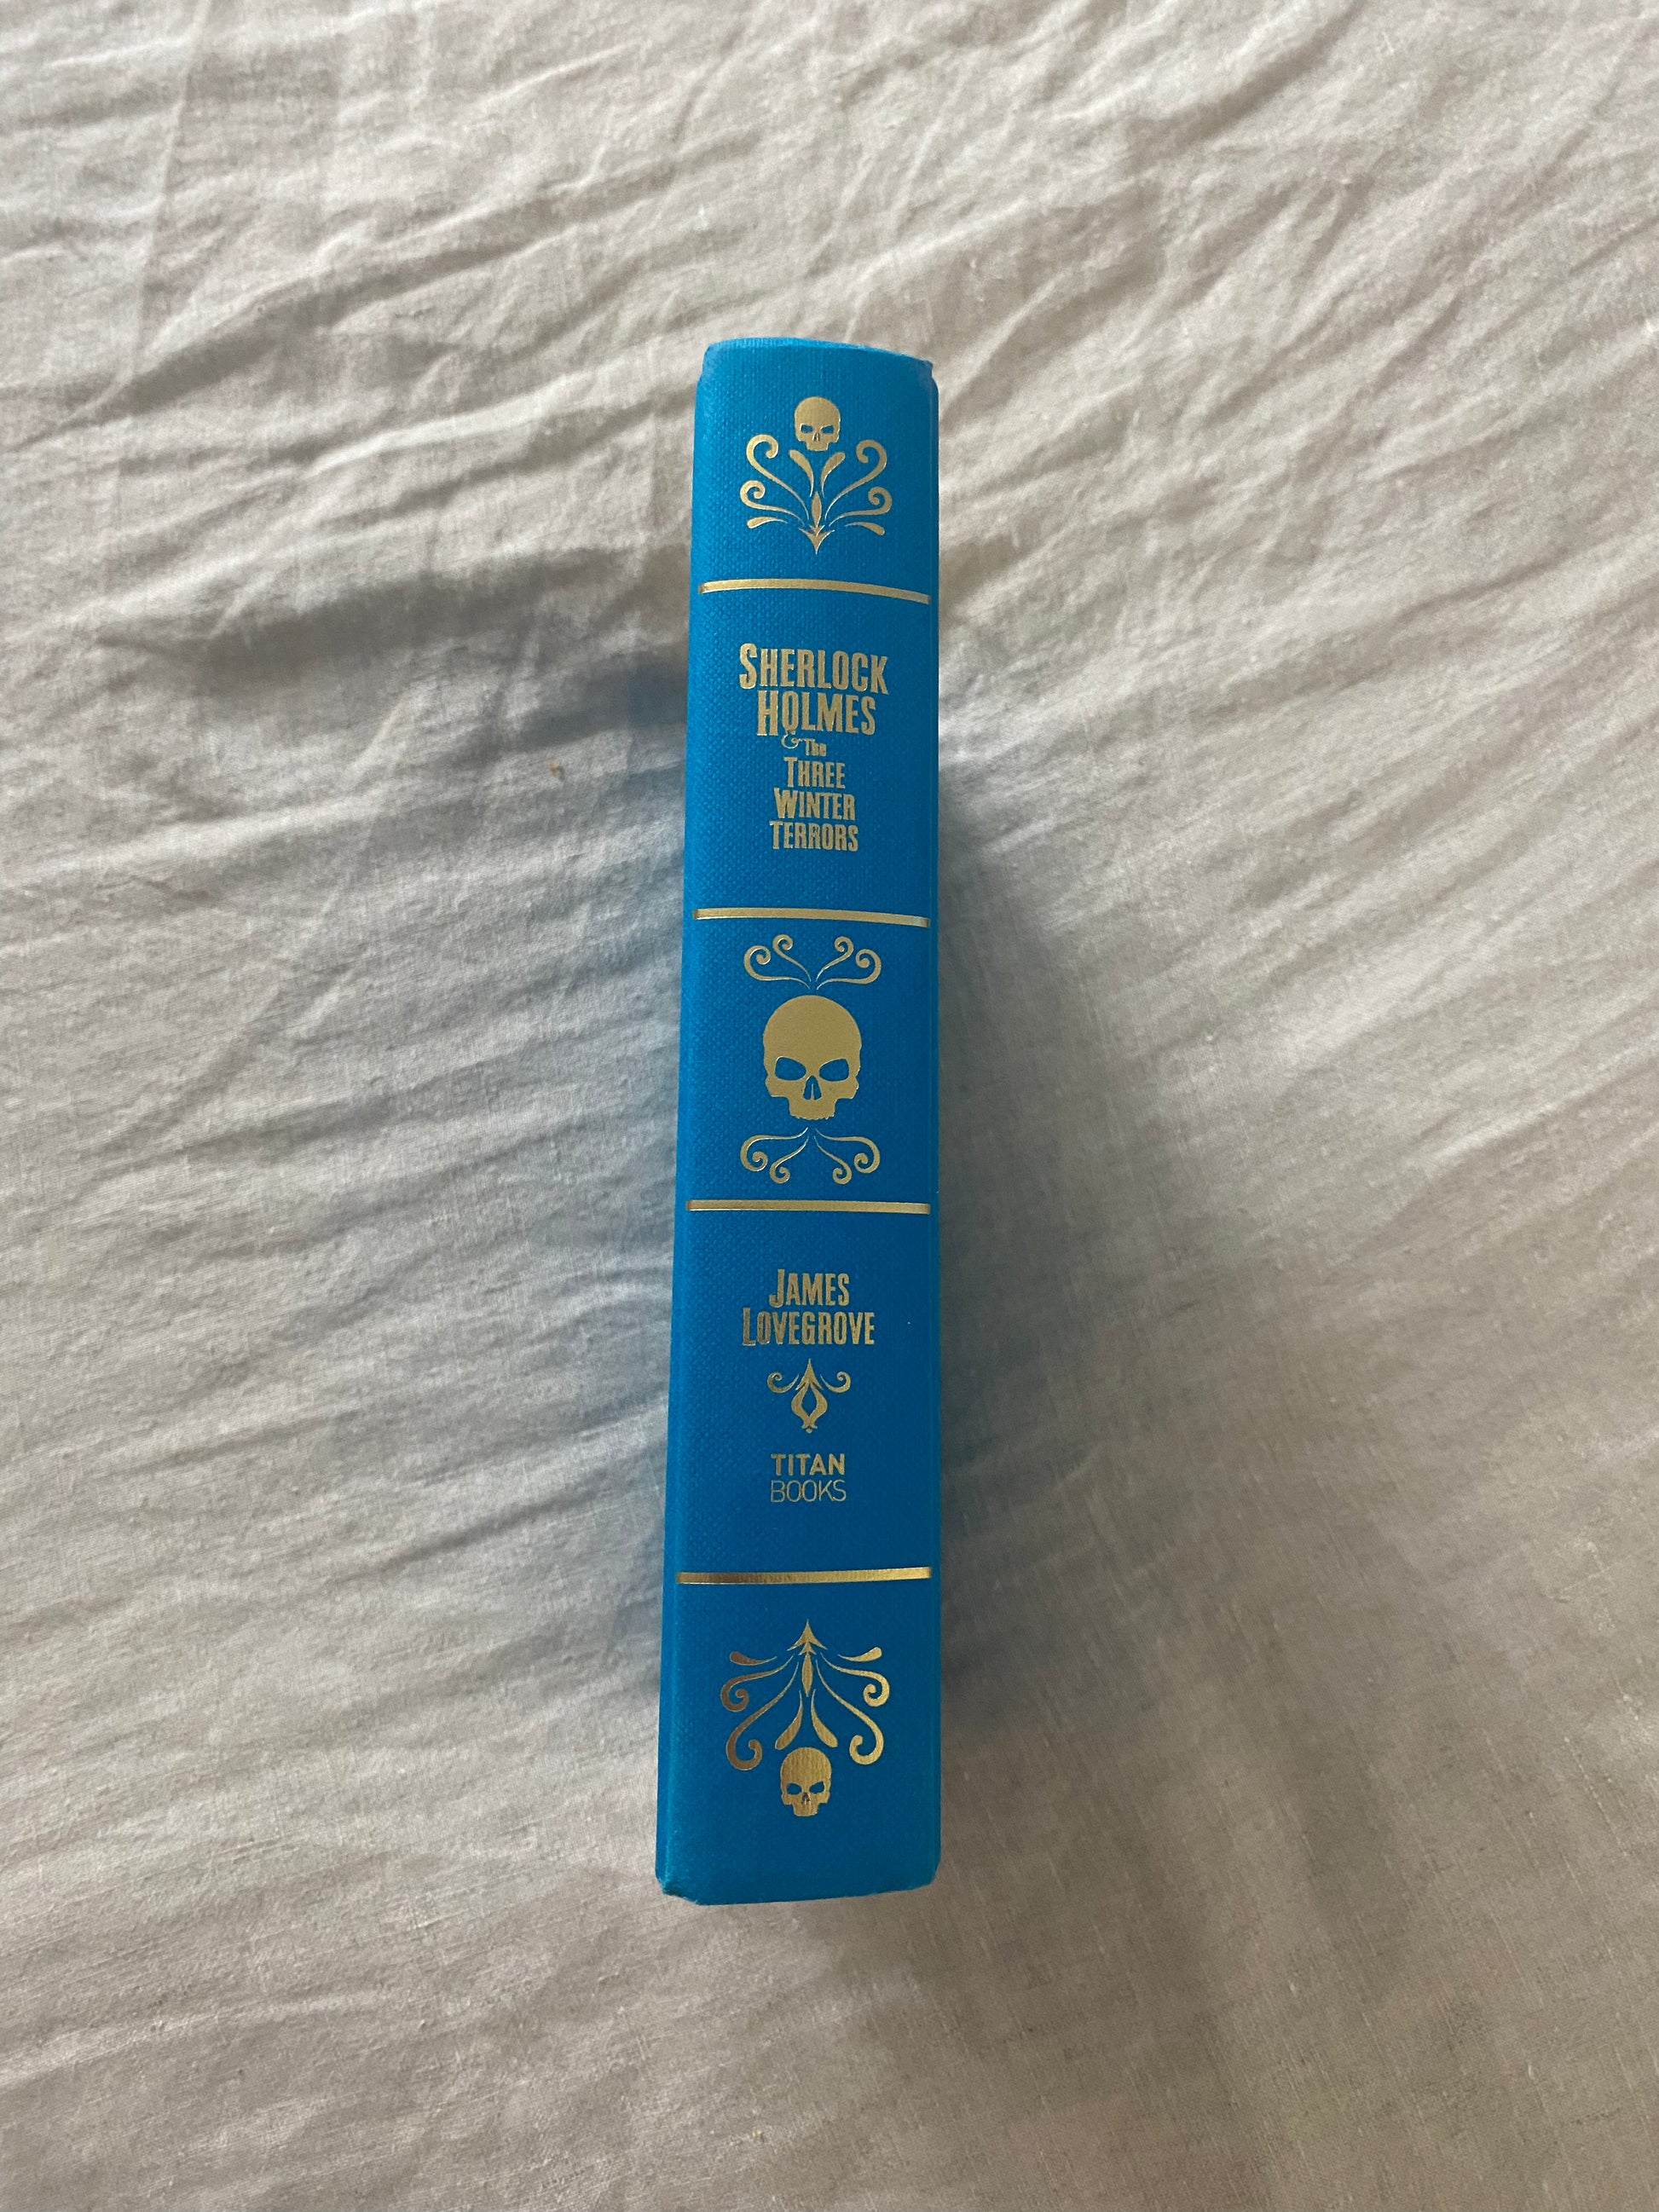 SHERLOCK
HOLMES
& The
THREE
WINTER
TERRORS
JAMES
LOVEGROVE
TITAN
BOOKS